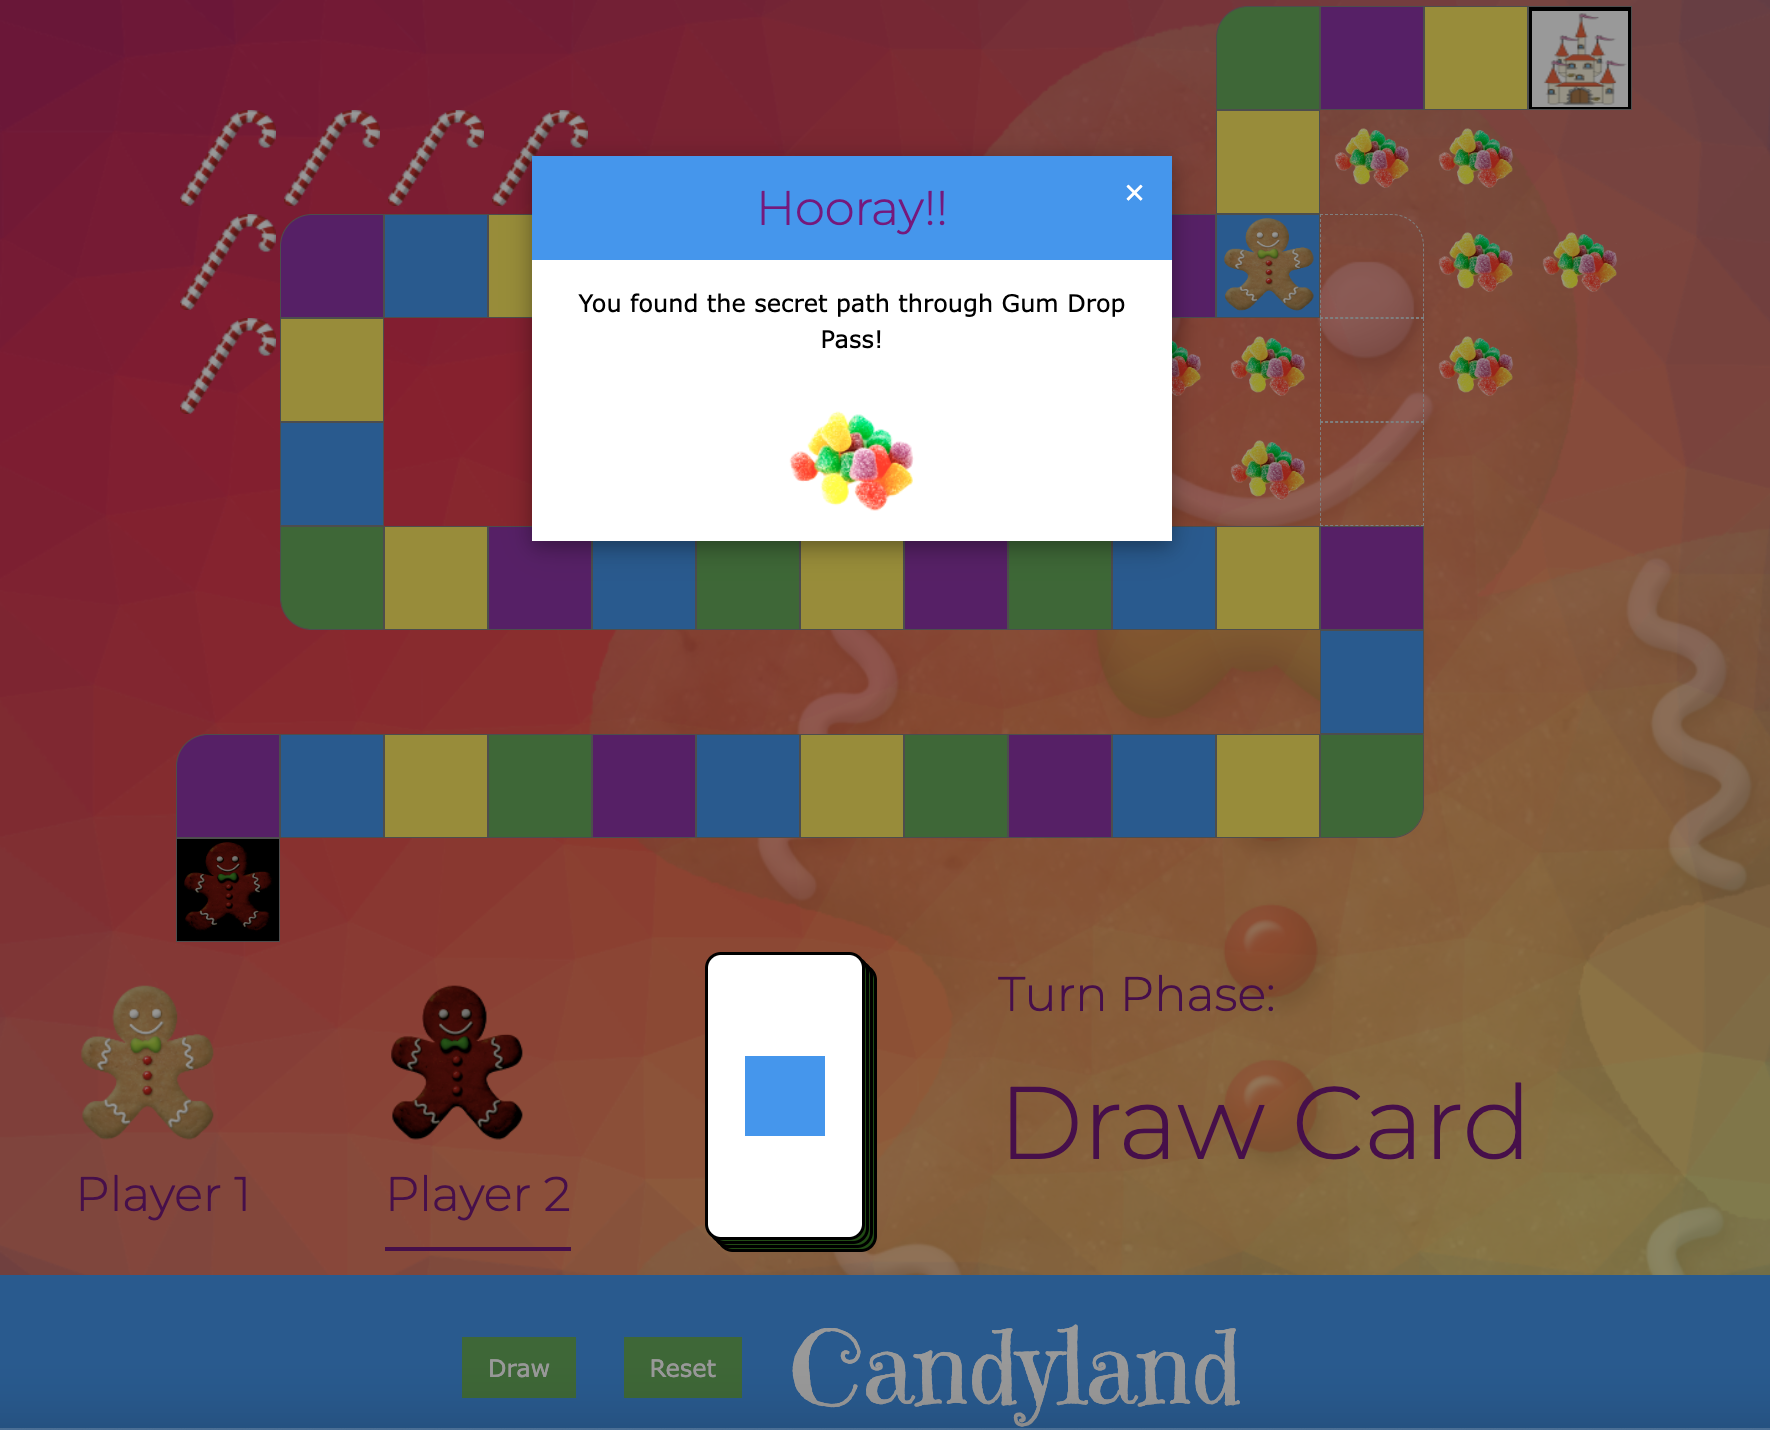 Hooray!!
×
You found the secret path through Gum Drop
Pass!
Turn Phase:
Draw Card
Player 1
Player 2
Draw
Reset
Candyland